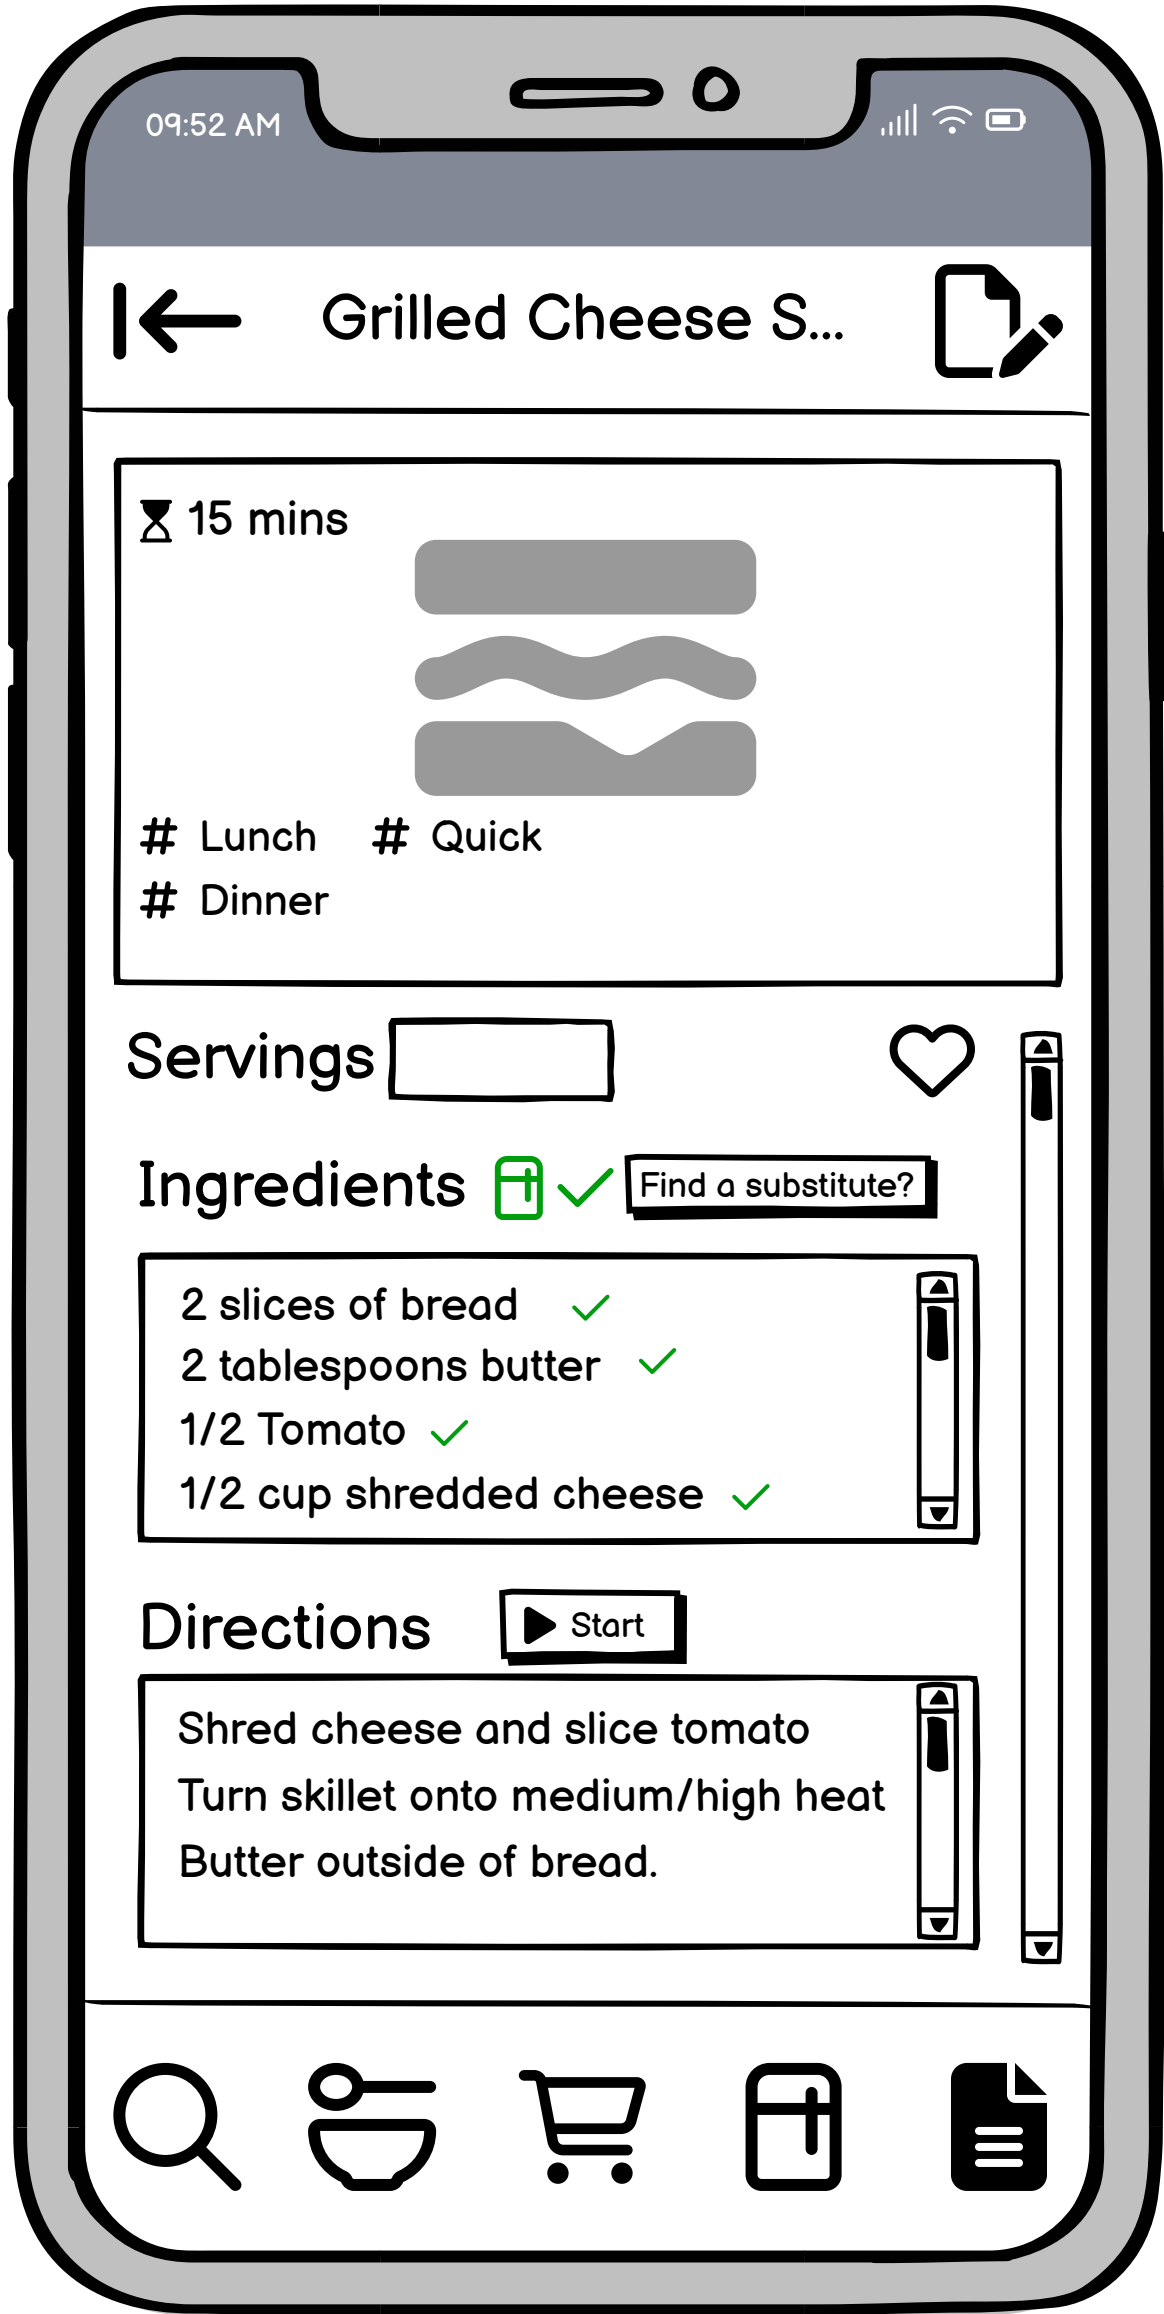 09:52 AM
Grilled Cheese S...
15 mins
# Lunch # Quick
# Dinner
Servings
Ingredients Find a substitute?
2 slices of bread
2 tablespoons butter
1/2 Tomato
1/2 cup shredded cheese
Directions Start
Shred cheese and slice tomato
Turn skillet onto medium/high heat
Butter outside of bread.